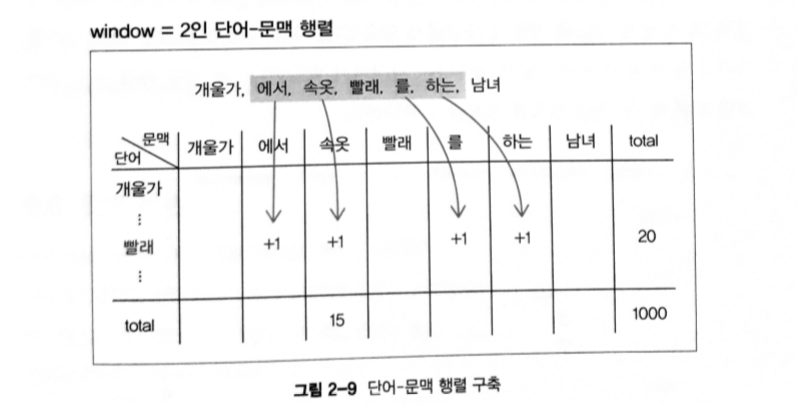 window = 2인 단어-문맥 행렬
개울가, 에서, 속옷, 빨래, 를, 하는, 남녀
문맥
단어
개울가 에서 속옷 빨래 를 하는 남녀 total
개울가
⋮
빨래 +1 +1 +1 +1 20
⋮
total 15 1000
그림 2-9 단어-문맥 행렬 구축